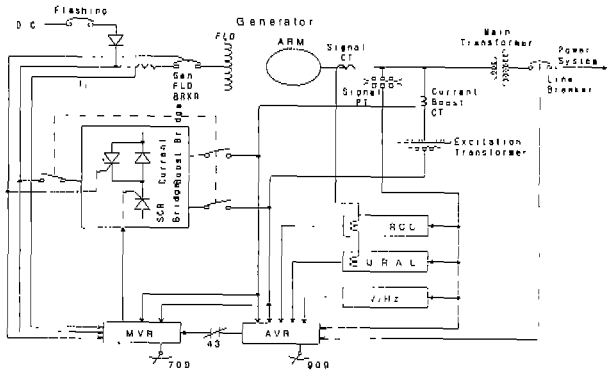 Flashing
D C
Generator
FLD
ARM
Signal
CT
Main
Transformer
Power
System
Line
Breaker
Gen
FLD
BRKR
Signal
PT
Current
Boost
CT
Excitation
Transformer
SCR Current
Bridge Boost Bridge
RCC
URAL
V/Hz
MVR
43
AVR
70D
90D